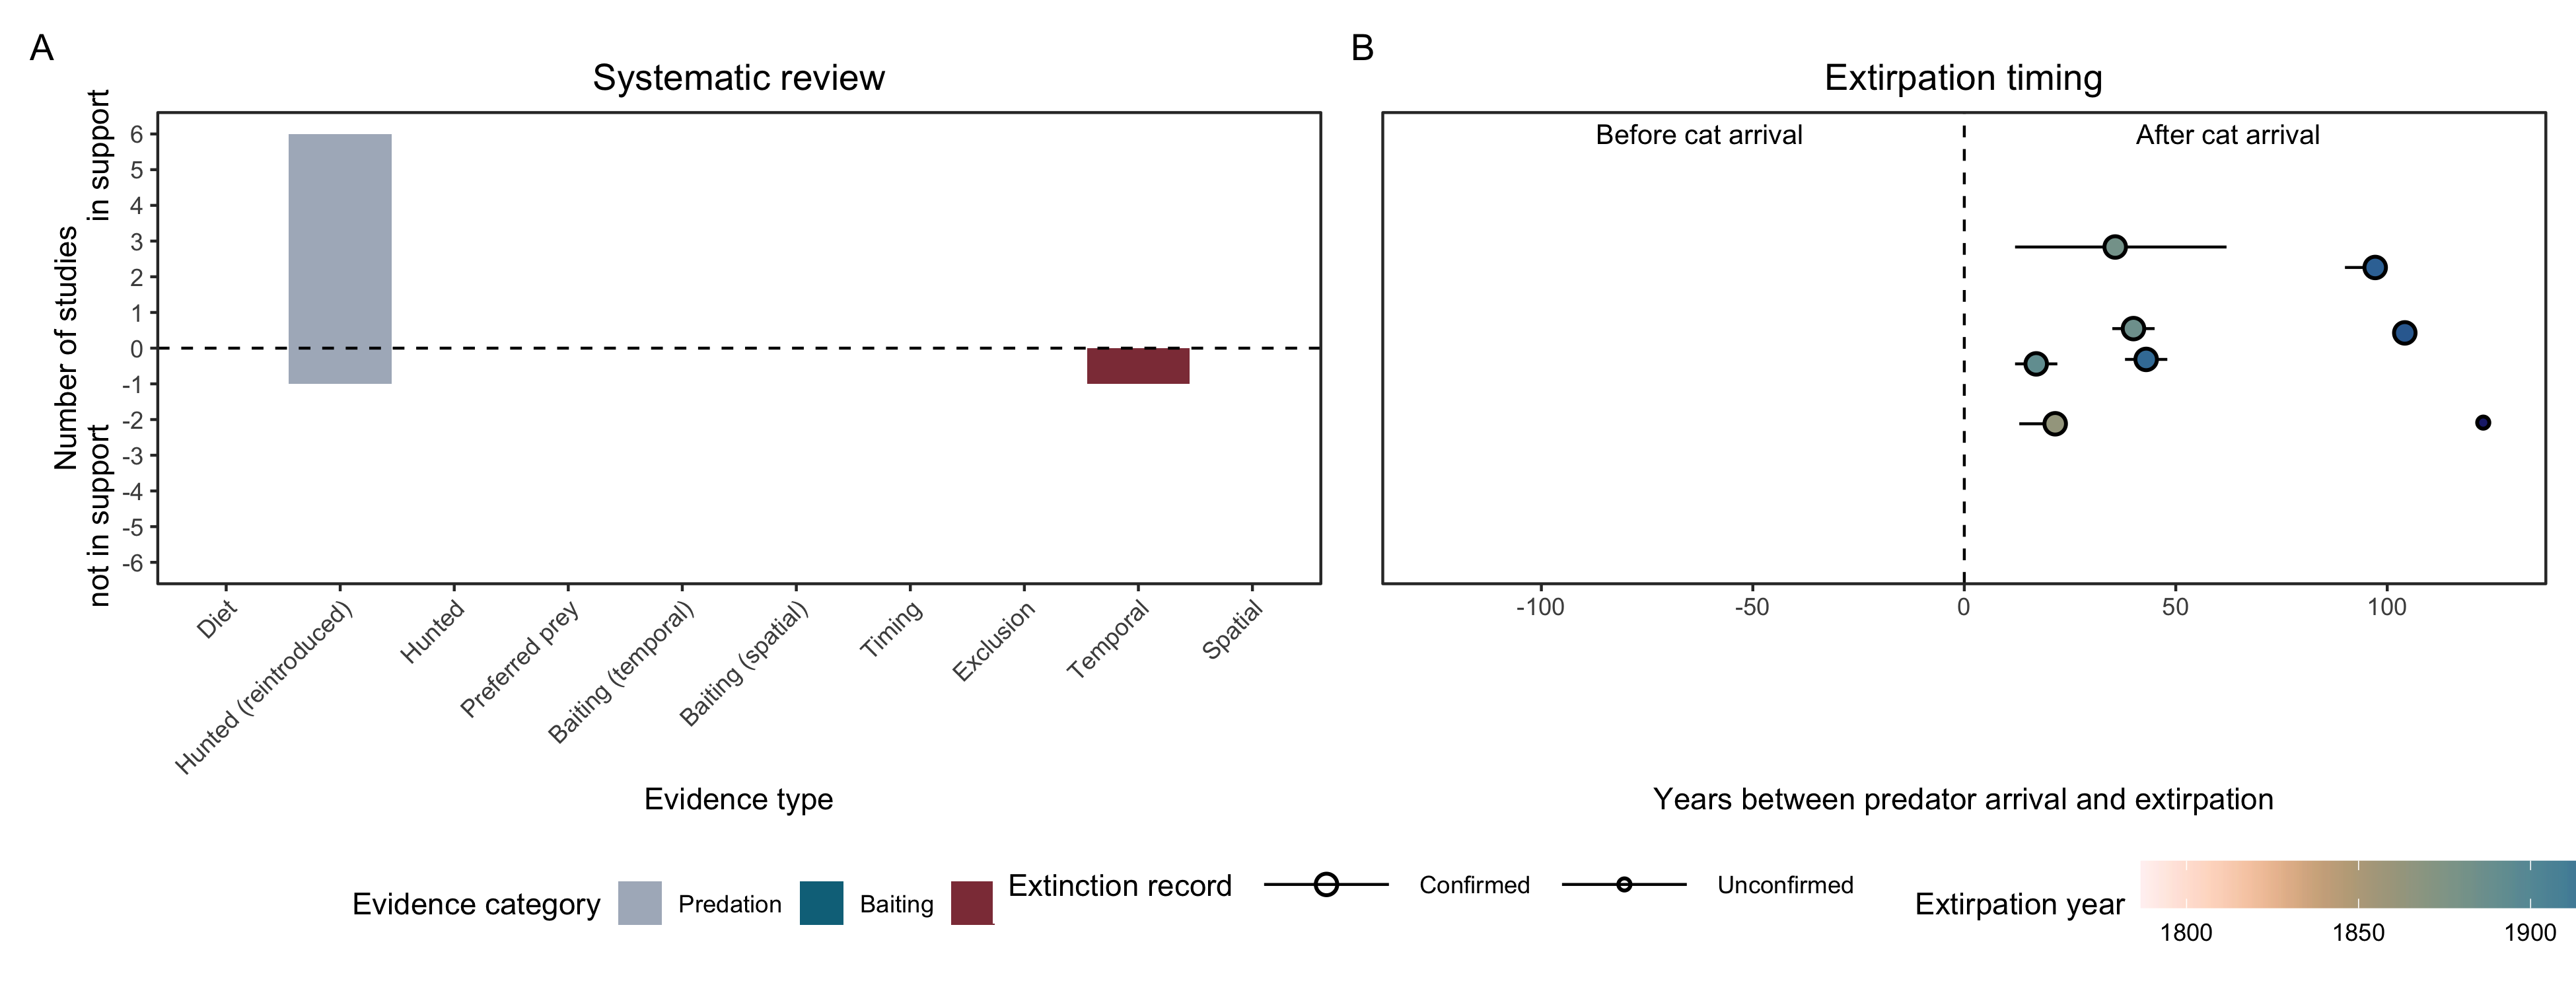 A
Systematic review
Number of studies
in support
not in support
6
5
4
3
2
1
0
-1
-2
-3
-4
-5
-6
Diet
Hunted (reintroduced)
Hunted
Preferred prey
Baiting (temporal)
Baiting (spatial)
Timing
Exclusion
Temporal
Spatial
Evidence type
Evidence category
Predation
Baiting
B
Extirpation timing
Before cat arrival
After cat arrival
-100
-50
0
50
100
Years between predator arrival and extirpation
Extinction record
Confirmed
Unconfirmed
Extirpation year
1800
1850
1900